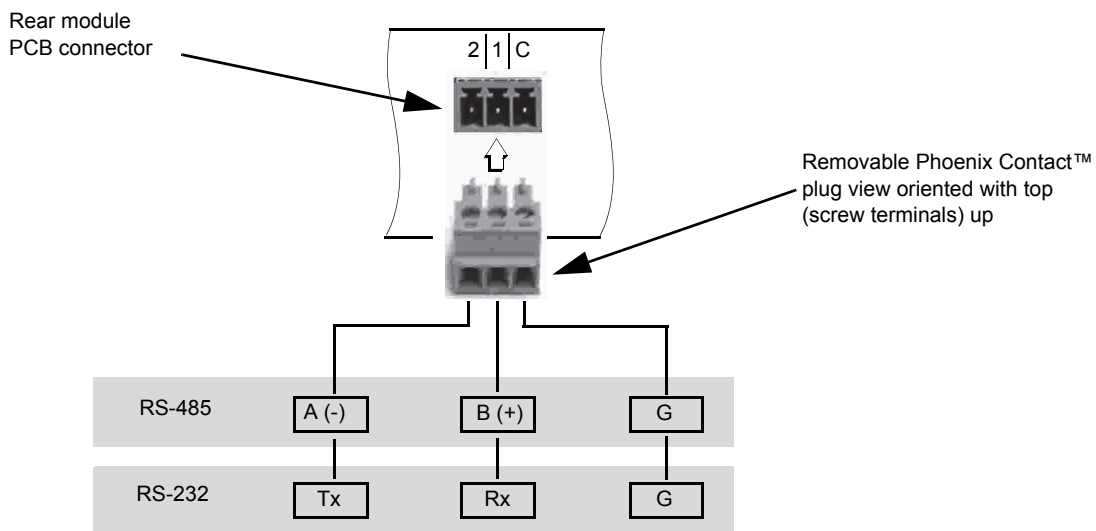 Rear module
PCB connector
2 1 C
Removable Phoenix Contact™
plug view oriented with top
(screw terminals) up
RS-485 A (-) B (+) G
RS-232 Tx Rx G